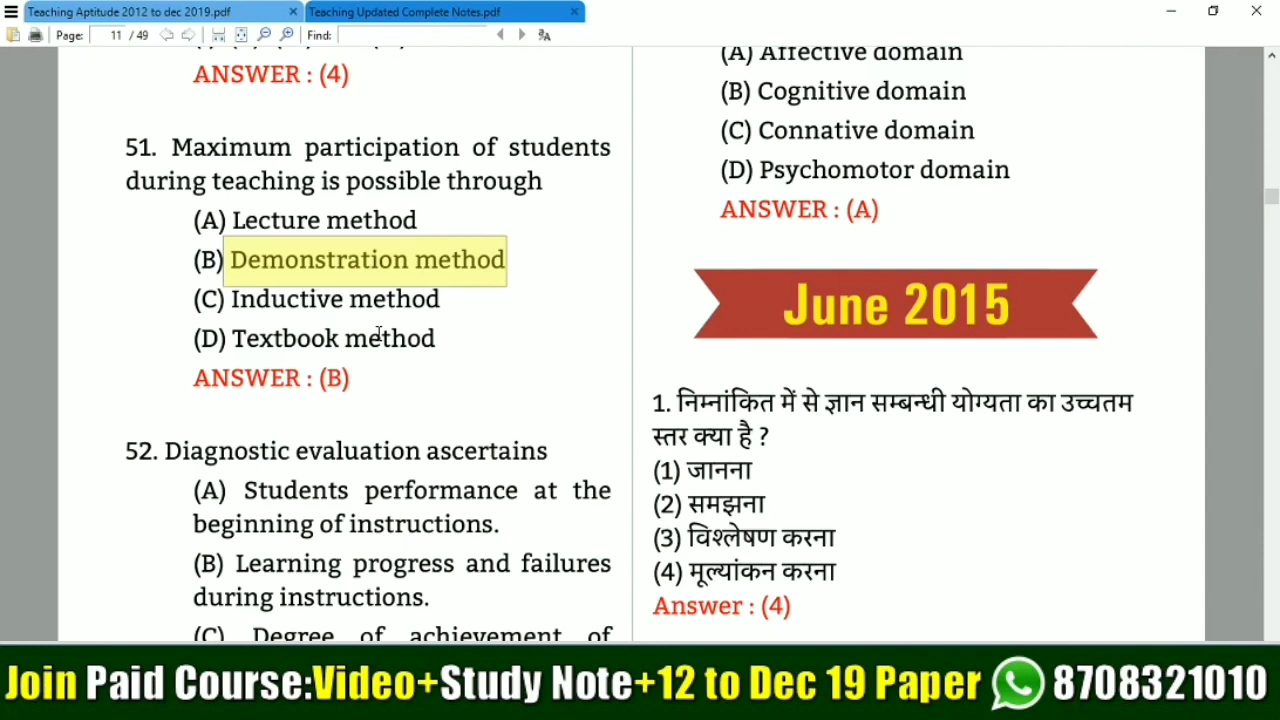 Teaching Aptitude 2012 to dec 2019.pdf
Teaching Updated Complete Notes.pdf
Page: 11 / 49 Find:
ANSWER : (4)
51. Maximum participation of students
during teaching is possible through
(A) Lecture method
(B) Demonstration method
(C) Inductive method
(D) Textbook method
ANSWER : (B)
52. Diagnostic evaluation ascertains
(A) Students performance at the
beginning of instructions.
(B) Learning progress and failures
during instructions.
(C) Degree of achievement of
(A) Affective domain
(B) Cognitive domain
(C) Connative domain
(D) Psychomotor domain
ANSWER : (A)
June 2015
1. निम्नांकित में से ज्ञान सम्बन्धी योग्यता का उच्चतम
स्तर क्या है ?
(1) जानना
(2) समझना
(3) विश्लेषण करना
(4) मूल्यांकन करना
Answer : (4)
Join Paid Course:Video+Study Note+12 to Dec 19 Paper 8708321010